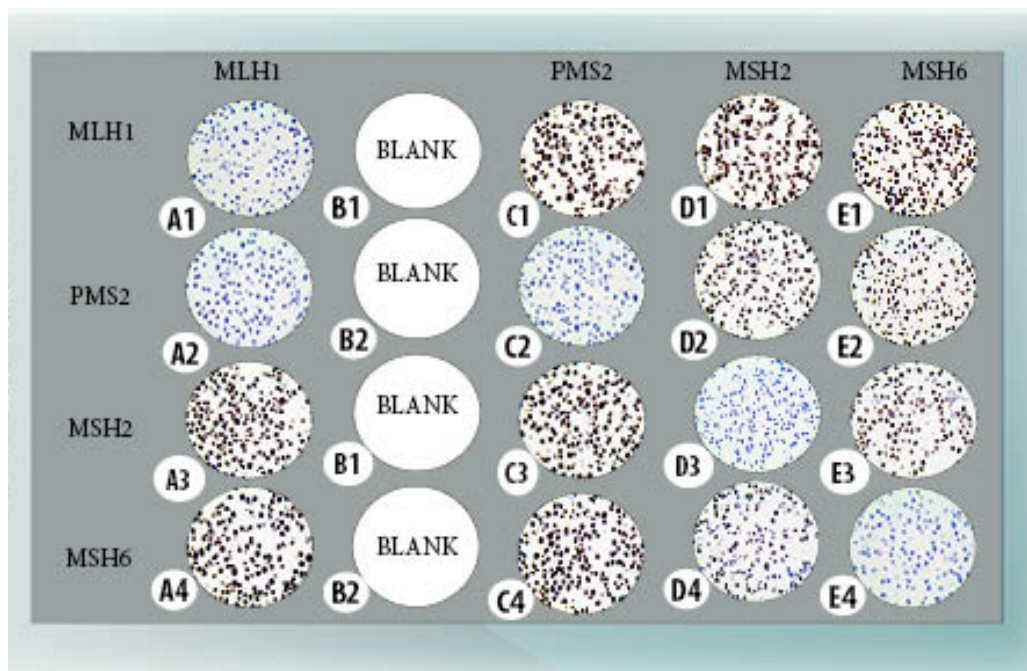 MLH1 PMS2 MSH2 MSH6
MLH1 BLANK
A1 B1 C1 D1 E1
PMS2 BLANK
A2 B2 C2 D2 E2
MSH2 BLANK
A3 B1 C3 D3 E3
MSH6 BLANK
A4 B2 C4 D4 E4